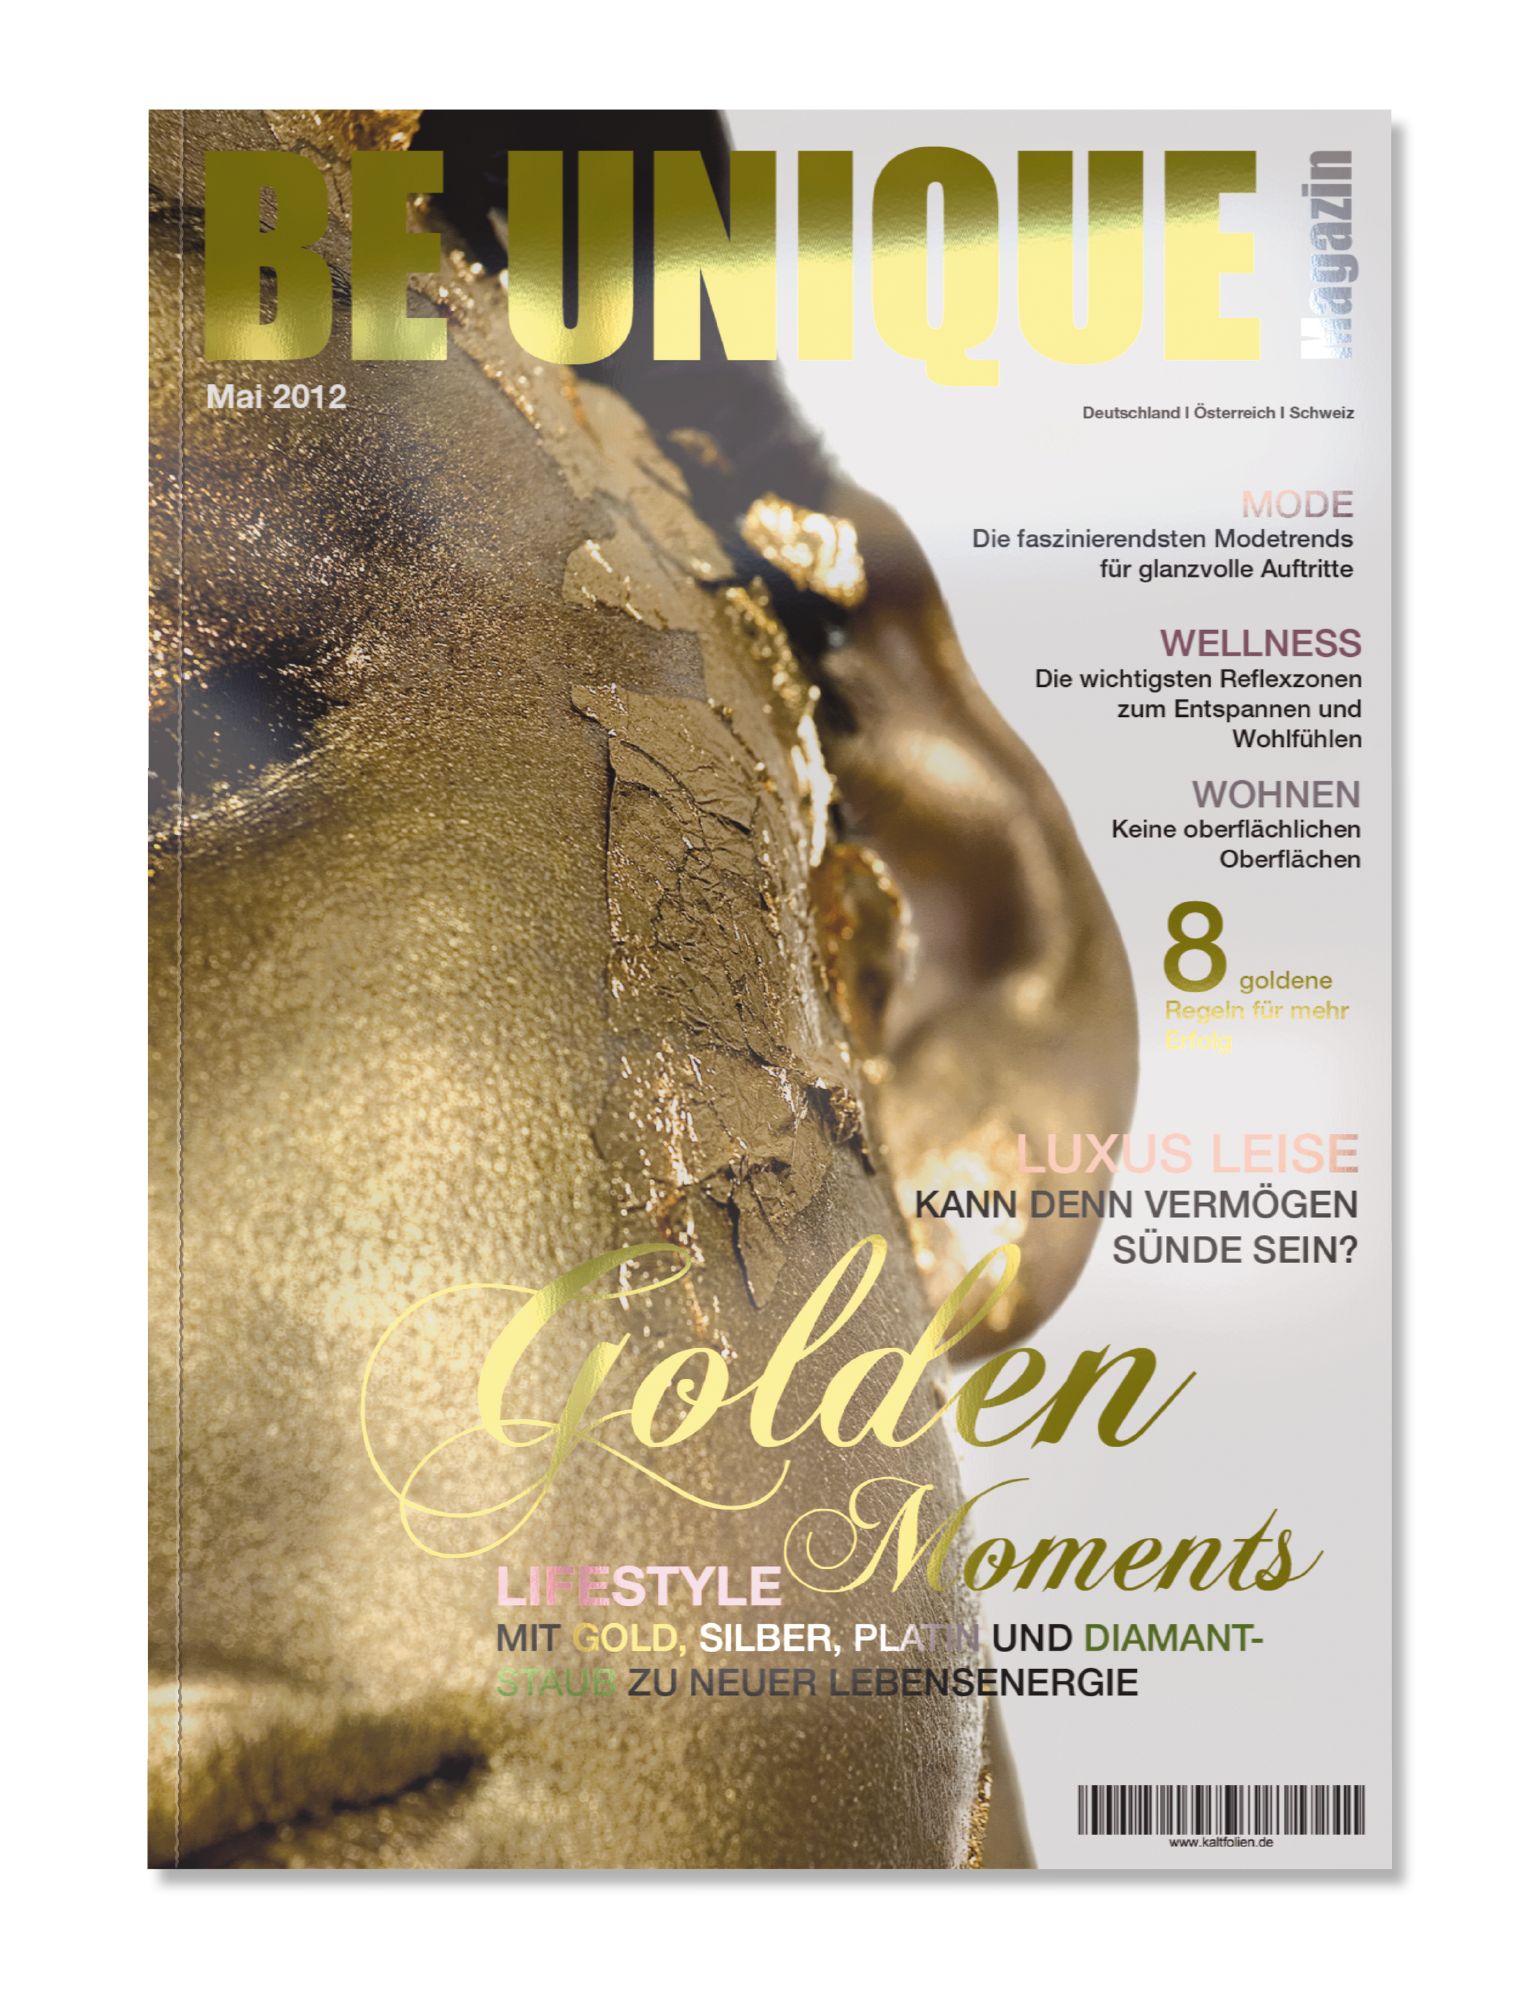 BE UNIQUE
Magazin
Mai 2012
Deutschland I Österreich I Schweiz
MODE
Die faszinierendsten Modetrends
für glanzvolle Auftritte
WELLNESS
Die wichtigsten Reflexzonen
zum Entspannen und
Wohlfühlen
WOHNEN
Keine oberflächlichen
Oberflächen
8 goldene
Regeln für mehr
Erfolg
LUXUS LEISE
KANN DENN VERMÖGEN
SÜNDE SEIN?
Golden
Moments
LIFESTYLE
MIT GOLD, SILBER, PLATIN UND DIAMANT-
STAUB ZU NEUER LEBENSENERGIE
www.kaltfolien.de